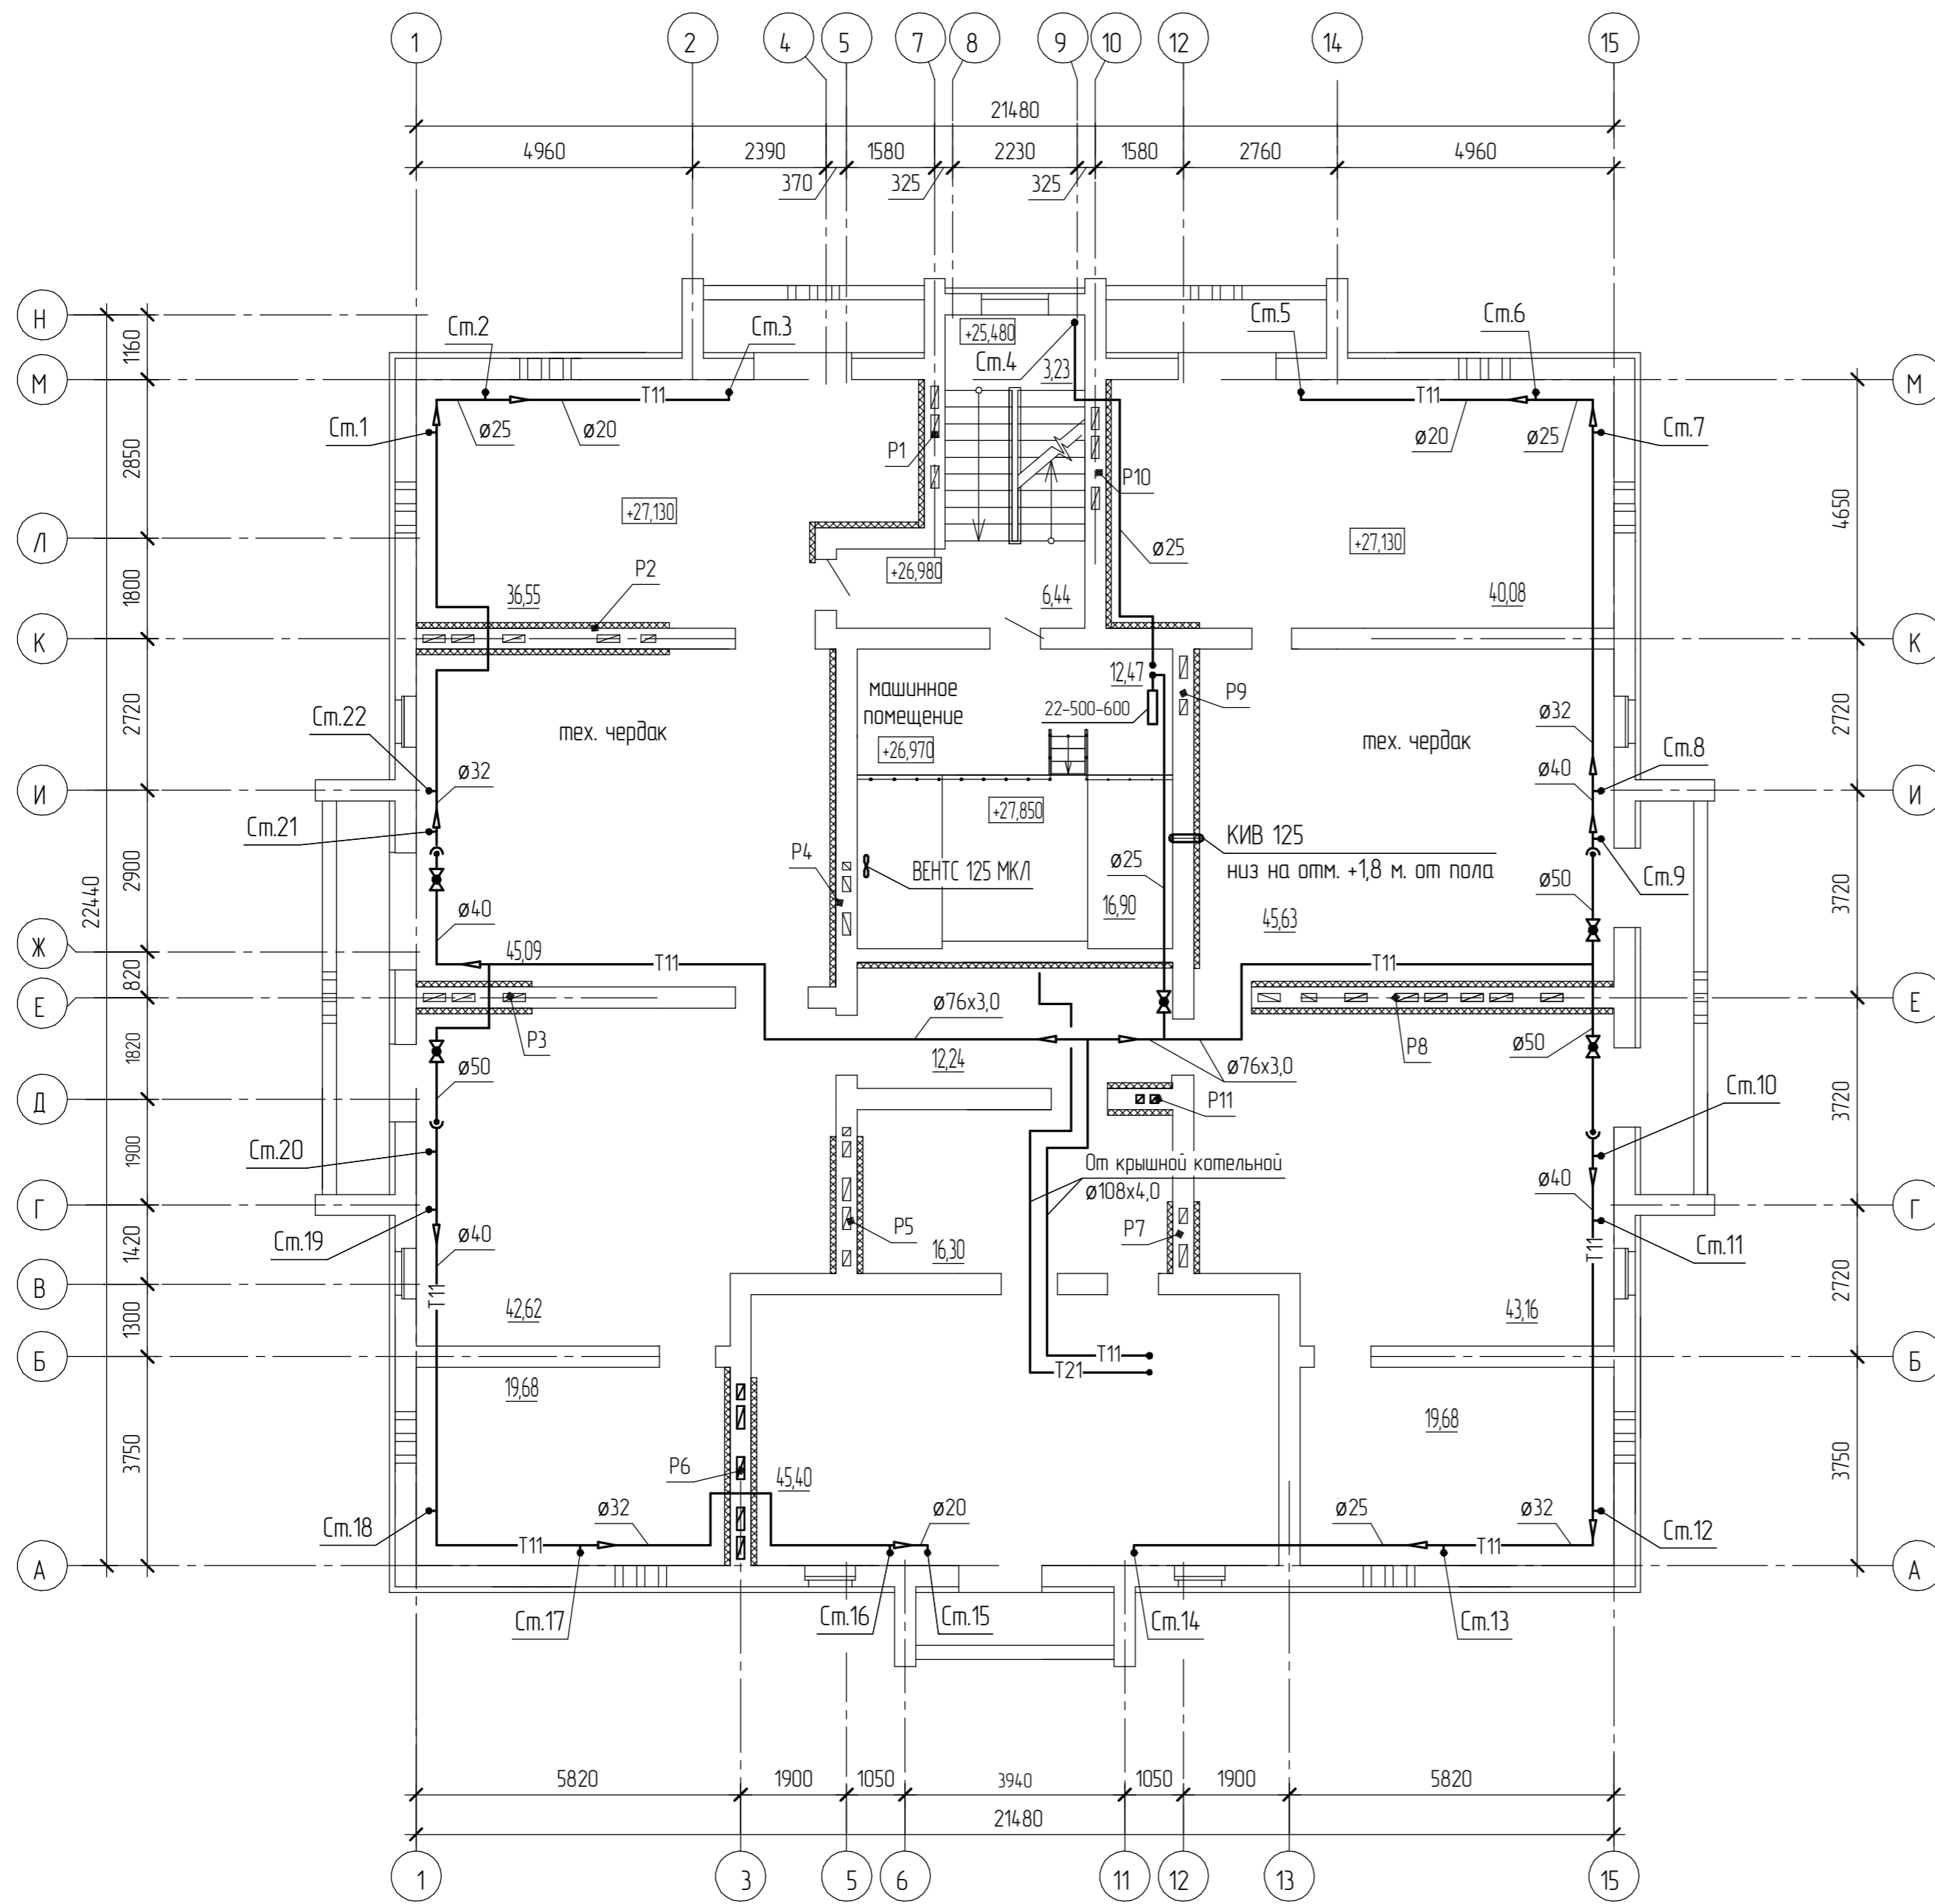 1 2 4 5 7 8 9 10 12 14 15
21480
4960 2390 1580 2230 1580 2760 4960
370 325 325
Н
М
Л
К
И
Ж
Е
Д
Г
В
Б
А
1160
2850
1800
2720
2900
820
1820
1900
1420
1300
3750
22440
Ст.2 Ст.3 +25,480 Ст.5 Ст.6
Ст.4 3,23
Т11 Т11
Ст.1 ø25 ø20 Р1 ø20 ø25 Ст.7
Р10
+27,130 +27,130
ø25
+26,980
36,55 Р2 6,44 40,08
12,47
машинное
помещение
22-500-600 Р9
+26,970
Ст.22 тех. чердак тех. чердак ø32 Ст.8
ø32 ø40
Ст.21 +27,850
КИВ 125
низ на отм. +1,8 м. от пола
Р4 ВЕНТС 125 МКЛ ø25 ø50 Ст.9
ø40 16,90 45,63
45,09 Т11 Т11
ø76х3,0
Р3 12,24 ø76х3,0 Р8 ø50
ø50
Р11 Ст.10
Ст.20
От крышной котельной
ø108х4,0
ø40
Ст.19 ø40 Р5 16,30 Р7 Т11 Ст.11
Т11
42,62 43,16
Т11
Т21
19,68 19,68
Р6 45,40
ø32 ø20 ø25 ø32
Ст.18 Т11 Т11 Ст.12
Ст.17 Ст.16 Ст.15 Ст.14 Ст.13
М
К
И
Е
Г
Б
А
4650
2720
3720
3720
2720
3750
5820 1900 1050 3940 1050 1900 5820
21480
1 3 5 6 11 12 13 15